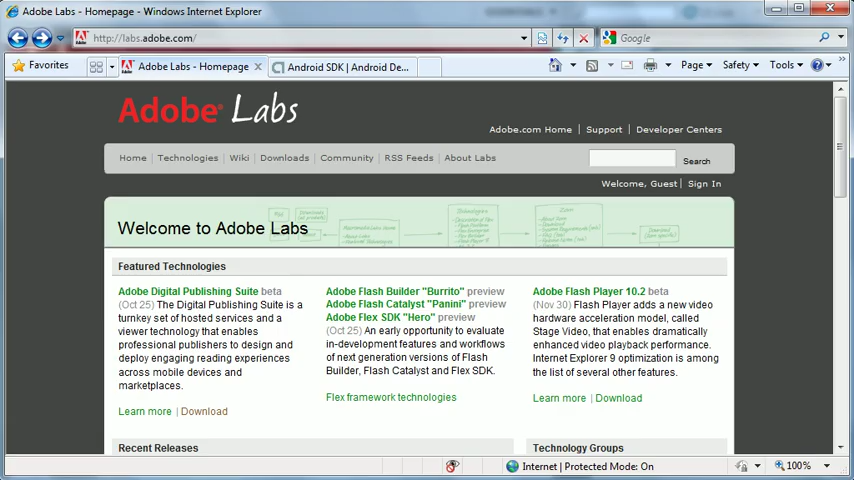 Adobe Labs - Homepage - Windows Internet Explorer
http://labs.adobe.com/
Google
Favorites
Adobe Labs - Homepage
Android SDK | Android De...
Page
Safety
Tools
Adobe Labs
Adobe.com Home | Support | Developer Centers
Home | Technologies | Wiki | Downloads | Community | RSS Feeds | About Labs
Search
Welcome, Guest | Sign In
Welcome to Adobe Labs
Featured Technologies
Adobe Digital Publishing Suite beta
(Oct 25) The Digital Publishing Suite is a
turnkey set of hosted services and a
viewer technology that enables
professional publishers to design and
deploy engaging reading experiences
across mobile devices and
marketplaces.
Learn more | Download
Adobe Flash Builder "Burrito" preview
Adobe Flash Catalyst "Panini" preview
Adobe Flex SDK "Hero" preview
(Oct 25) An early opportunity to evaluate
in-development features and workflows
of next generation versions of Flash
Builder, Flash Catalyst and Flex SDK.
Flex framework technologies
Adobe Flash Player 10.2 beta
(Nov 30) Flash Player adds a new video
hardware acceleration model, called
Stage Video, that enables dramatically
enhanced video playback performance.
Internet Explorer 9 optimization is among
the list of several other features.
Learn more | Download
Recent Releases
Technology Groups
Internet | Protected Mode: On
100%